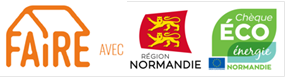 FAiRE
AVEC
RÉGION
NORMANDIE
Chèque
ÉCO
énergie
NORMANDIE